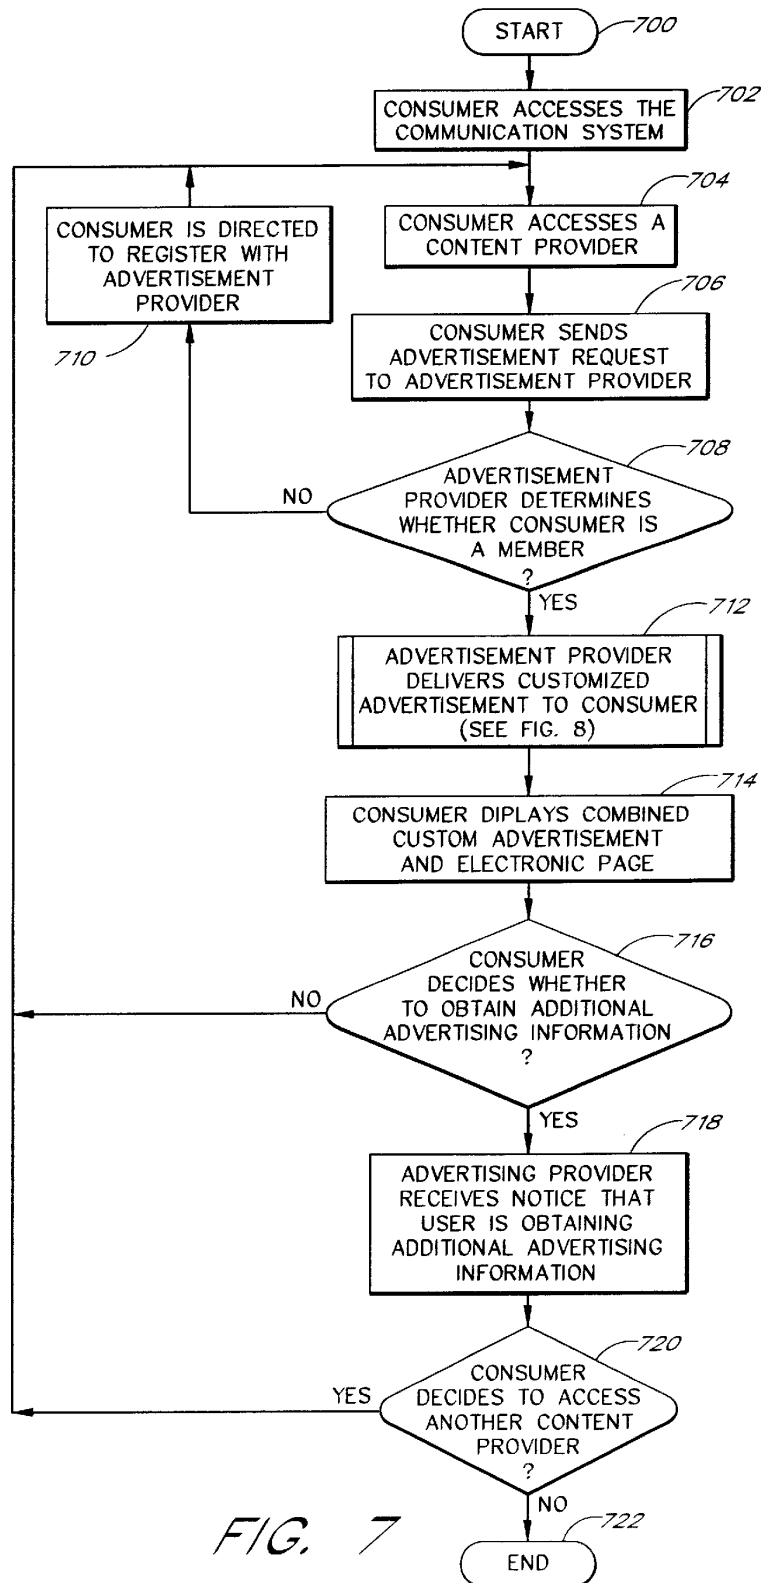 START
700
CONSUMER ACCESSES THE
COMMUNICATION SYSTEM
702
CONSUMER ACCESSES A
CONTENT PROVIDER
704
CONSUMER IS DIRECTED
TO REGISTER WITH
ADVERTISEMENT
PROVIDER
710
CONSUMER SENDS
ADVERTISEMENT REQUEST
TO ADVERTISEMENT PROVIDER
706
ADVERTISEMENT
PROVIDER DETERMINES
WHETHER CONSUMER IS
A MEMBER
?
708
NO
YES
ADVERTISEMENT PROVIDER
DELIVERS CUSTOMIZED
ADVERTISEMENT TO CONSUMER
(SEE FIG. 8)
712
CONSUMER DIPLAYS COMBINED
CUSTOM ADVERTISEMENT
AND ELECTRONIC PAGE
714
CONSUMER
DECIDES WHETHER
TO OBTAIN ADDITIONAL
ADVERTISING INFORMATION
?
716
NO
YES
ADVERTISING PROVIDER
RECEIVES NOTICE THAT
USER IS OBTAINING
ADDITIONAL ADVERTISING
INFORMATION
718
CONSUMER
DECIDES TO ACCESS
ANOTHER CONTENT
PROVIDER
?
720
YES
NO
END
722
FIG. 7